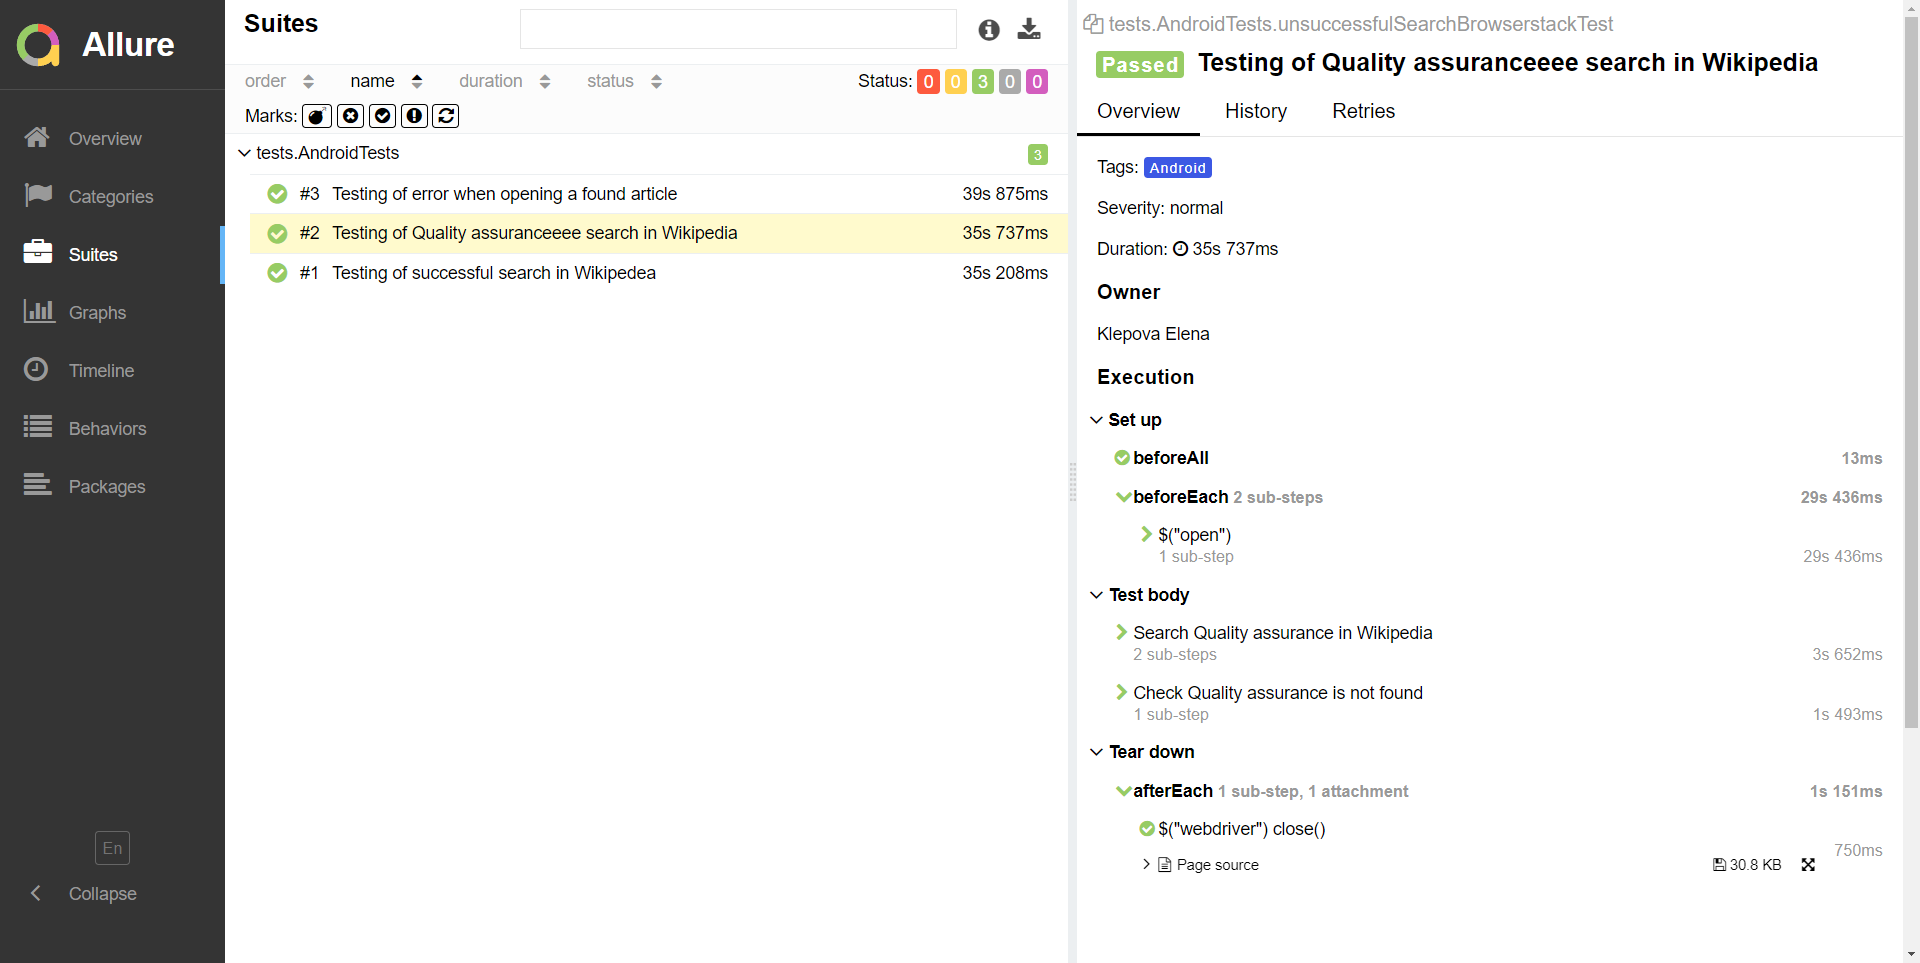 Allure
Overview
Categories
Suites
Graphs
Timeline
Behaviors
Packages
En
Collapse
Suites
order name duration status Status: 0 0 3 0 0
Marks:
tests.AndroidTests 3
#3 Testing of error when opening a found article 39s 875ms
#2 Testing of Quality assuranceeee search in Wikipedia 35s 737ms
#1 Testing of successful search in Wikipedea 35s 208ms
tests.AndroidTests.unsuccessfulSearchBrowserstackTest
Passed Testing of Quality assuranceeee search in Wikipedia
Overview History Retries
Tags: Android
Severity: normal
Duration: 35s 737ms
Owner
Klepova Elena
Execution
Set up
beforeAll 13ms
beforeEach 2 sub-steps 29s 436ms
$("open")
1 sub-step 29s 436ms
Test body
Search Quality assurance in Wikipedia
2 sub-steps 3s 652ms
Check Quality assurance is not found
1 sub-step 1s 493ms
Tear down
afterEach 1 sub-step, 1 attachment 1s 151ms
$("webdriver") close()
750ms
Page source 30.8 KB